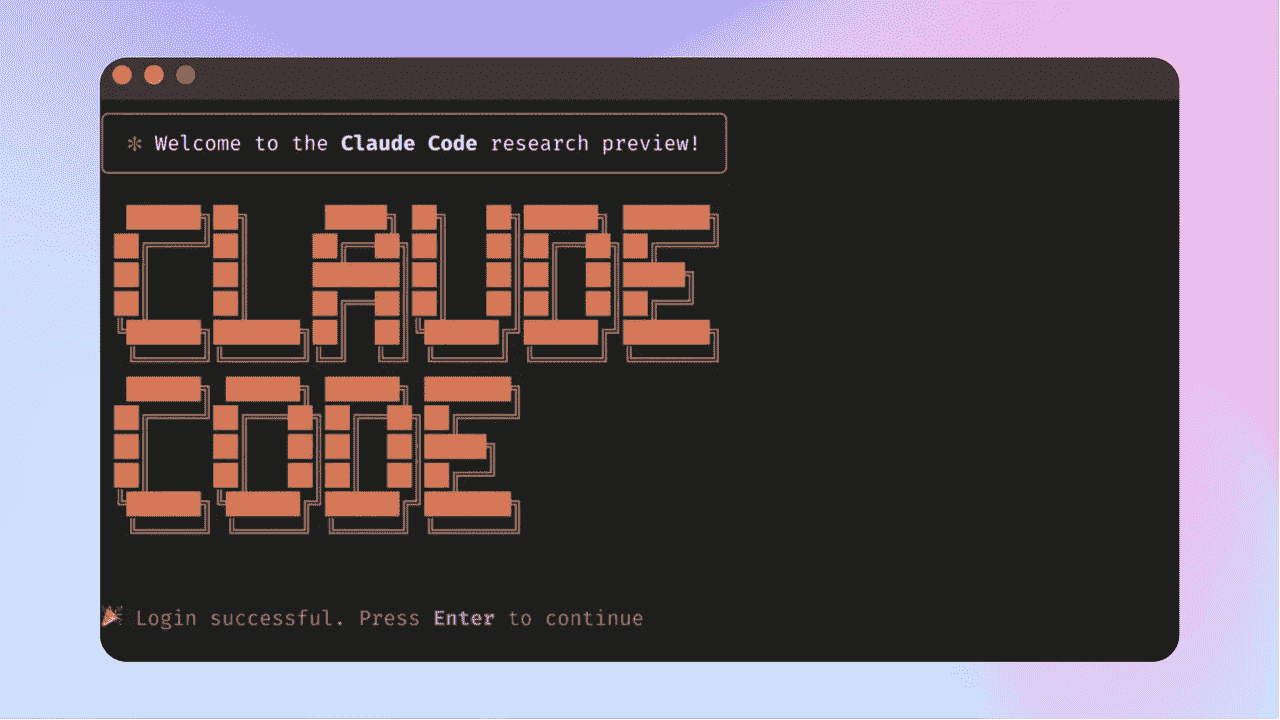 ✻ Welcome to the Claude Code research preview!
CLAUDE
CODE
🎉 Login successful. Press Enter to continue